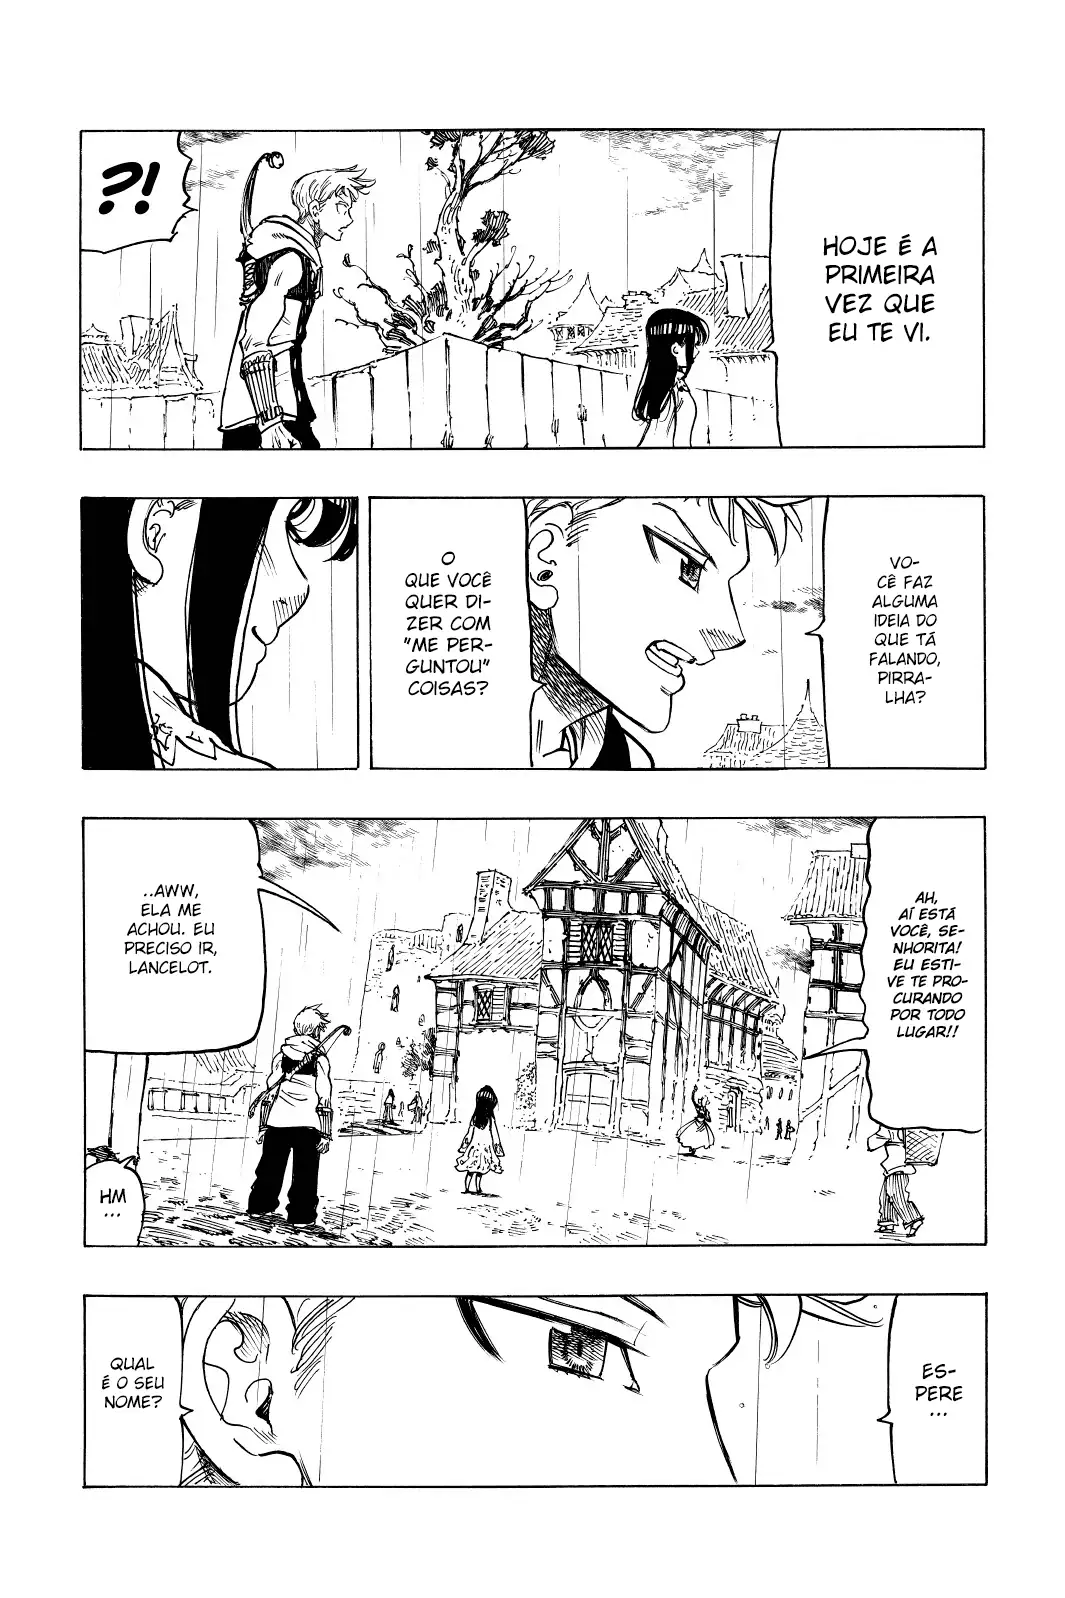 HOJE É A
PRIMEIRA
VEZ QUE
EU TE VI.
?!
VO-
CÊ FAZ
ALGUMA
IDEIA DO
QUE TÁ
FALANDO,
PIRRA-
LHA?
O
QUE VOCÊ
QUER DI-
ZER COM
"ME PER-
GUNTOU"
COISAS?
AH,
AÍ ESTÁ
VOCÊ, SE-
NHORITA!
EU ESTI-
VE TE PRO-
CURANDO
POR TODO
LUGAR!!
..AWW,
ELA ME
ACHOU. EU
PRECISO IR,
LANCELOT.
HM
...
ES-
PERE
...
QUAL
É O SEU
NOME?